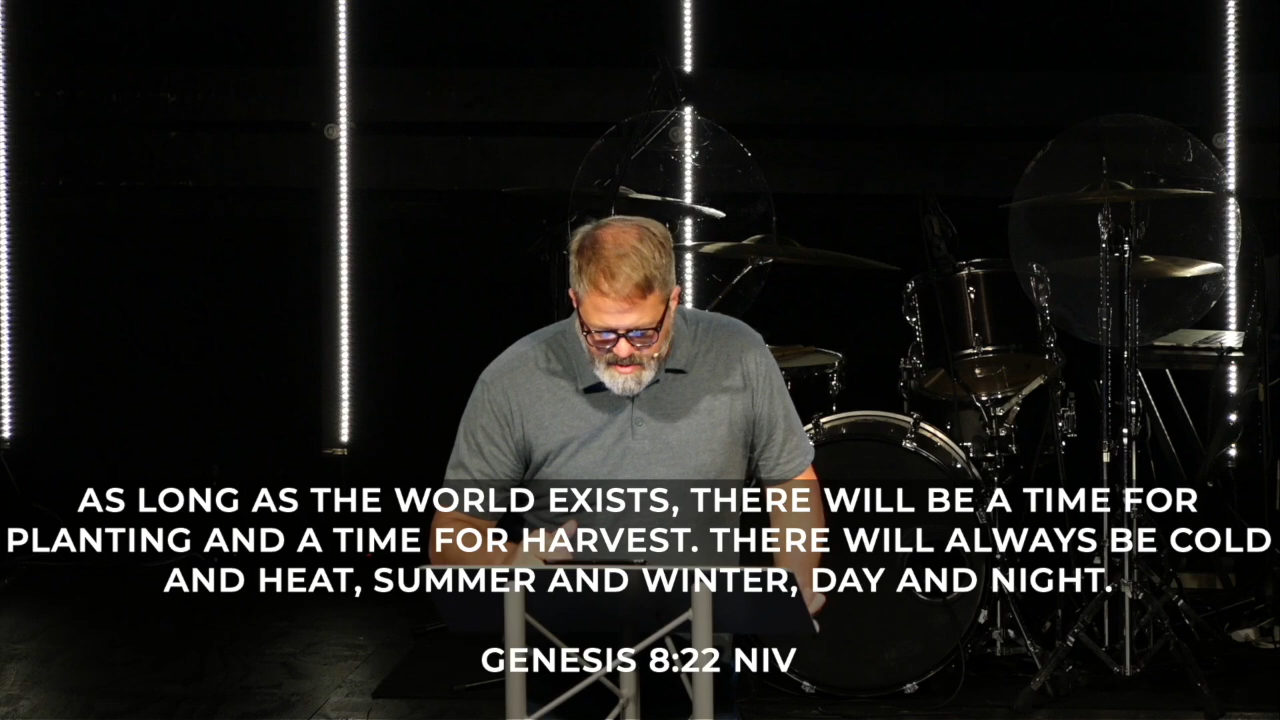 AS LONG AS THE WORLD EXISTS, THERE WILL BE A TIME FOR
PLANTING AND A TIME FOR HARVEST. THERE WILL ALWAYS BE COLD
AND HEAT, SUMMER AND WINTER, DAY AND NIGHT.
GENESIS 8:22 NIV